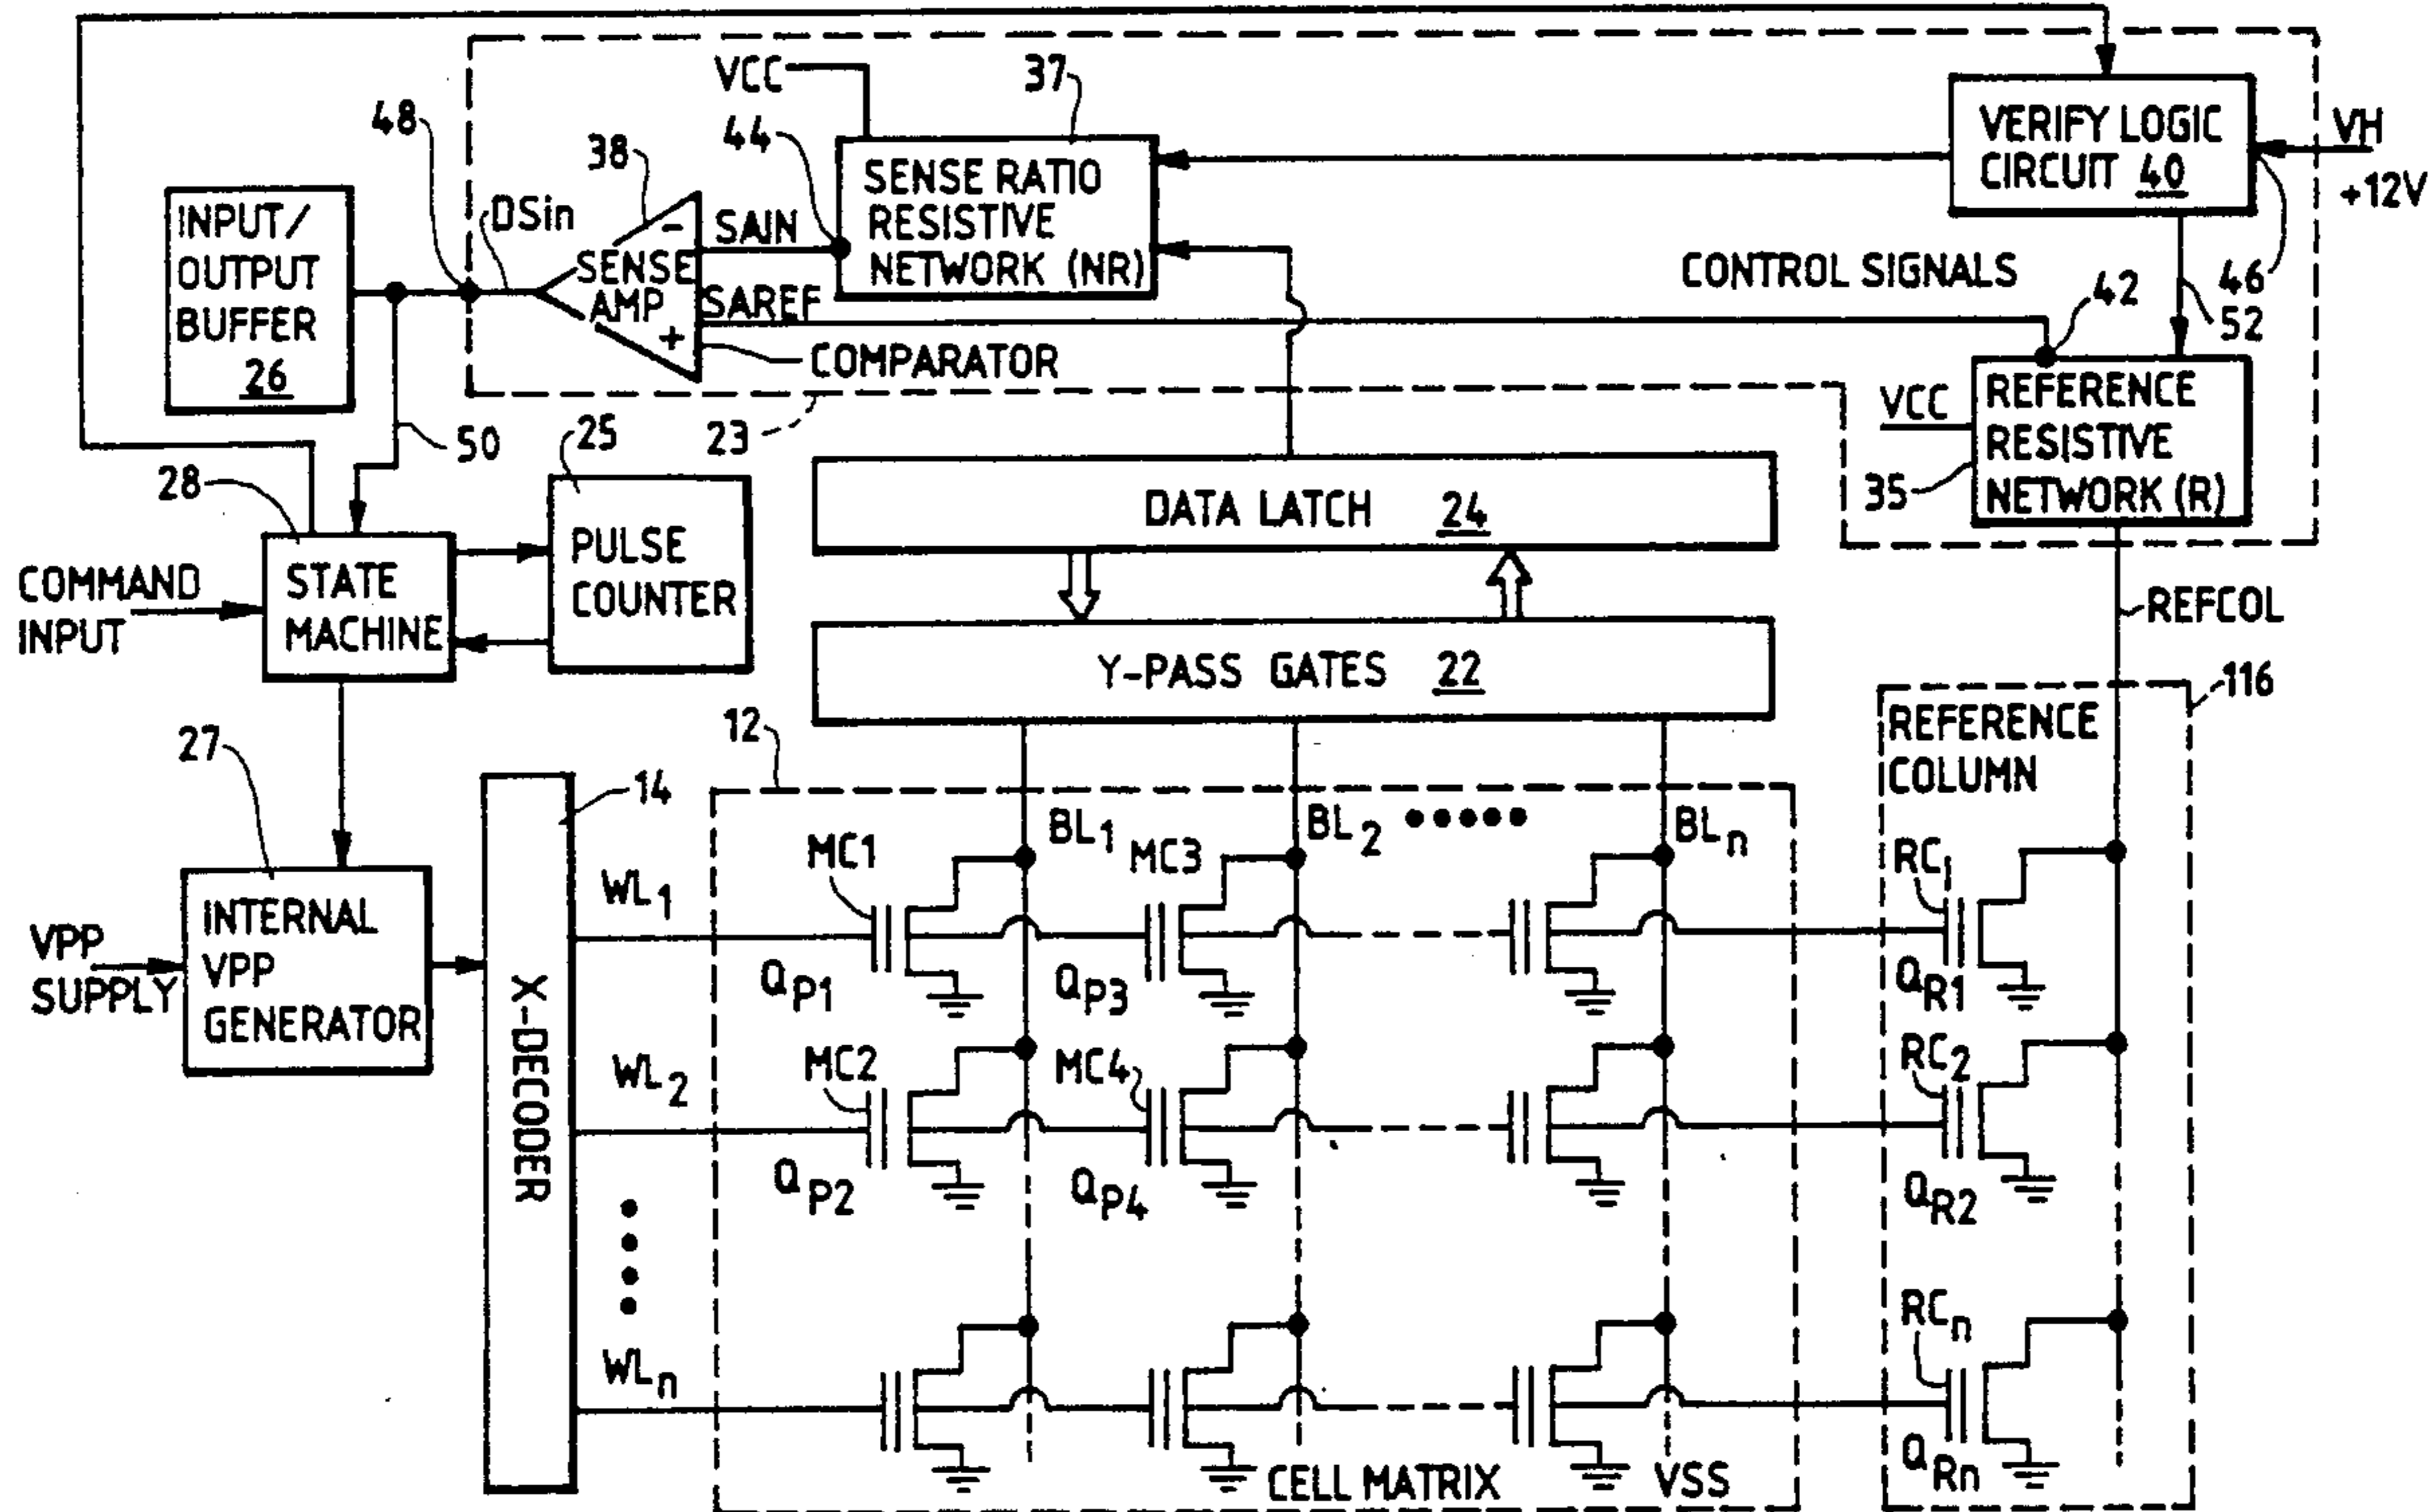 VCC
37
48
44
38
VERIFY LOGIC
CIRCUIT 40
VH
+12V
INPUT/
OUTPUT
BUFFER
26
DSin
SENSE
AMP
-
+
SAIN
SAREF
SENSE RATIO
RESISTIVE
NETWORK (NR)
CONTROL SIGNALS
46
42
52
COMPARATOR
50
23
25
28
VCC
REFERENCE
RESISTIVE
NETWORK (R)
35
DATA LATCH 24
COMMAND
INPUT
STATE
MACHINE
PULSE
COUNTER
REFCOL
Y-PASS GATES 22
116
27
12
14
REFERENCE
COLUMN
VPP
SUPPLY
INTERNAL
VPP
GENERATOR
X-DECODER
WL1
MC1
BL1
MC3
BL2
BLn
RC1
QP1
QP3
QR1
WL2
MC2
MC4
RC2
QP2
QP4
QR2
WLn
RCn
QRn
CELL MATRIX
VSS